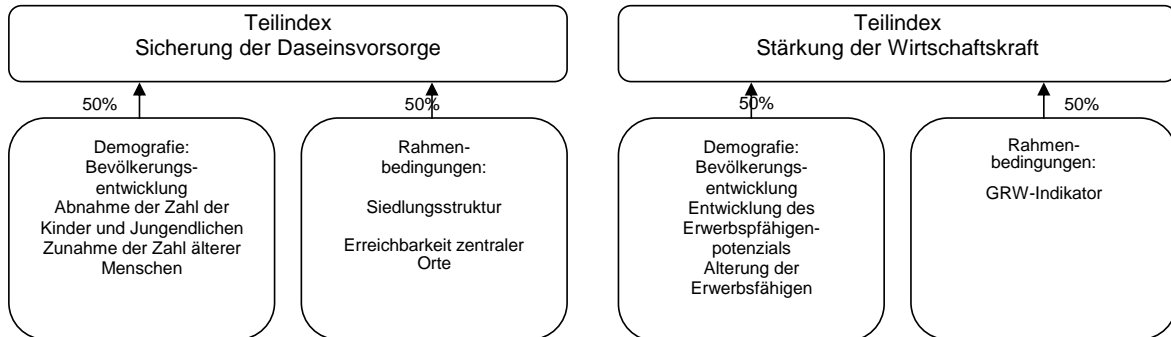 Teilindex
Sicherung der Daseinsvorsorge
50%
50%
Demografie:
Bevölkerungs-
entwicklung
Abnahme der Zahl der
Kinder und Jugendlichen
Zunahme der Zahl älterer
Menschen
Rahmen-
bedingungen:
Siedlungsstruktur
Erreichbarkeit zentraler
Orte
Teilindex
Stärkung der Wirtschaftskraft
50%
50%
Demografie:
Bevölkerungs-
entwicklung
Entwicklung des
Erwerbspfähigen-
potenzials
Alterung der
Erwerbsfähigen
Rahmen-
bedingungen:
GRW-Indikator